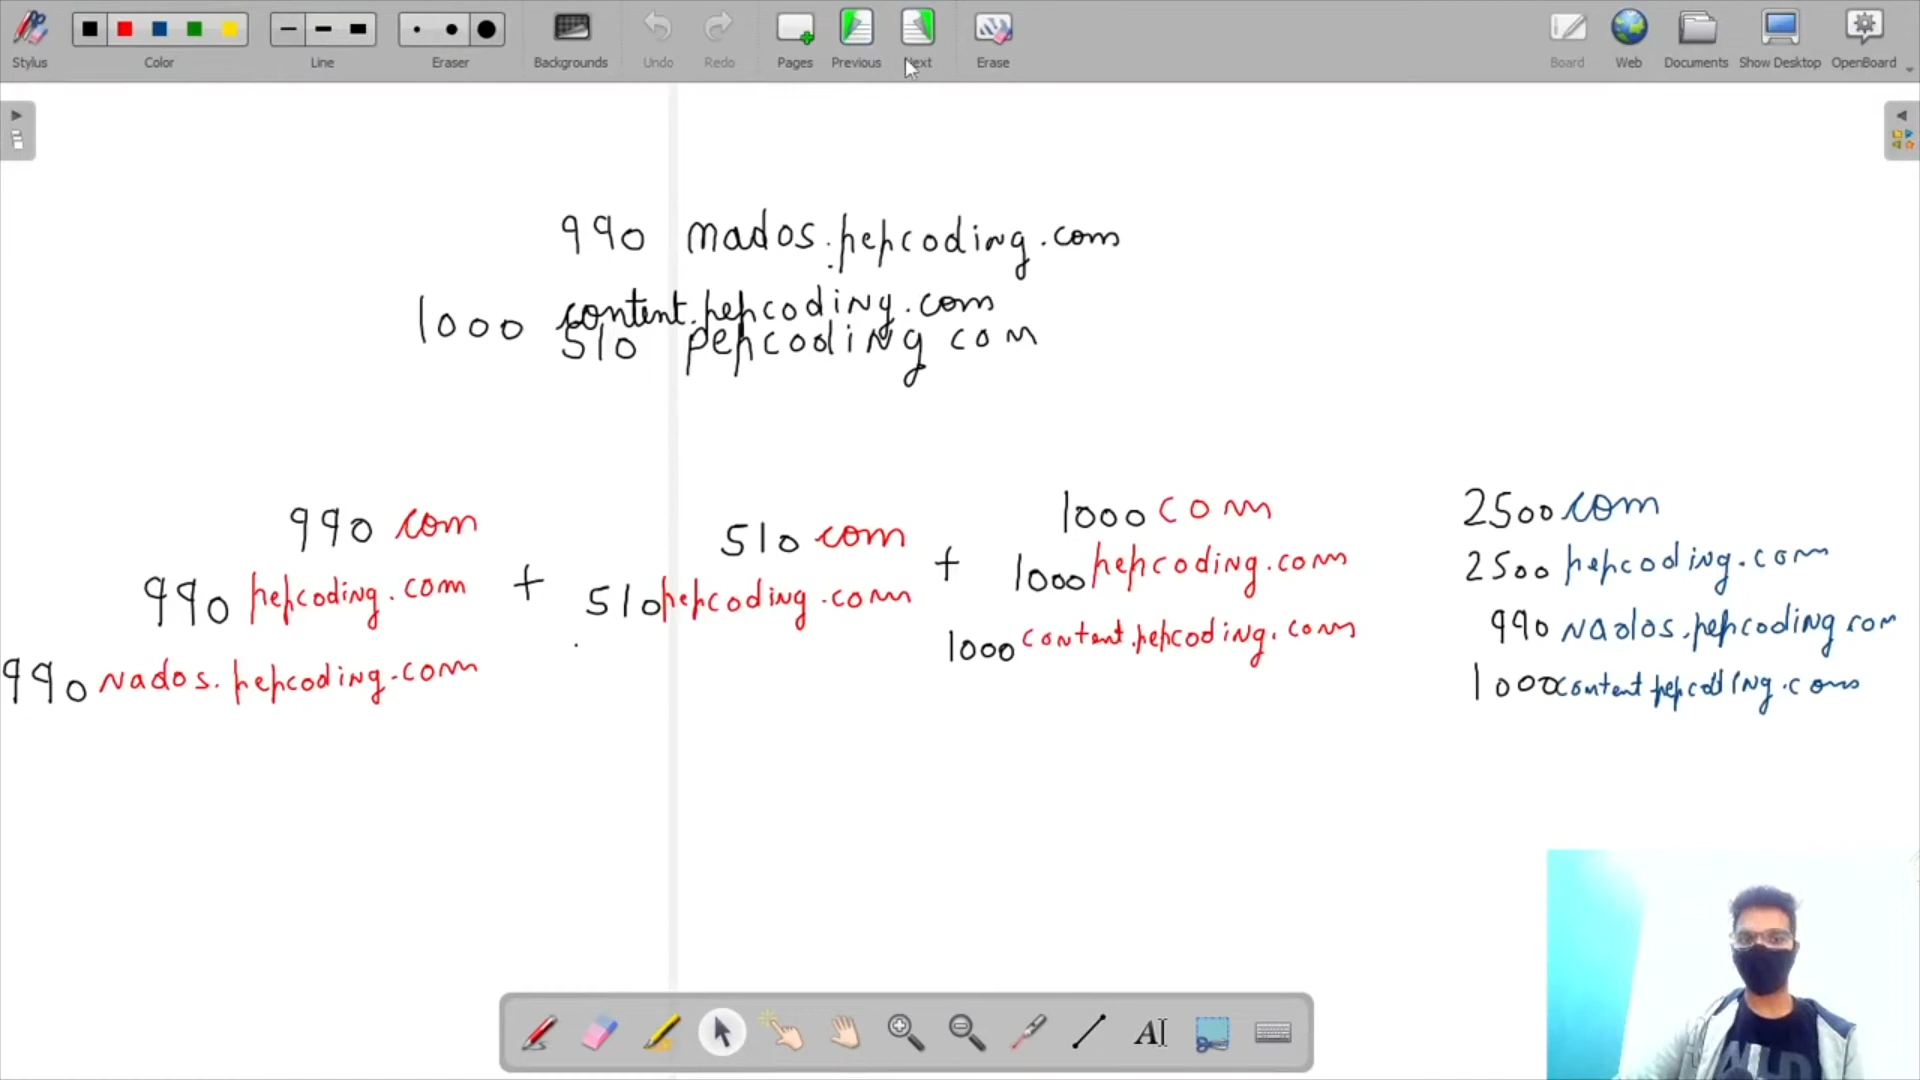 Stylus
Color
Line
Eraser
Backgrounds
Undo
Redo
Pages
Previous
Next
Erase
Board
Web
Documents
Show Desktop
OpenBoard
990 nados.pepcoding.com
1000 content.pepcoding.com
510 pepcoding com
990 com
990 pepcoding.com
990 nados.pepcoding.com
+
510 com
510 pepcoding.com
+
1000 com
1000 pepcoding.com
1000 content.pepcoding.com
2500 com
2500 pepcoding.com
990 nados.pepcoding com
1000 content pepcoding.com
AI